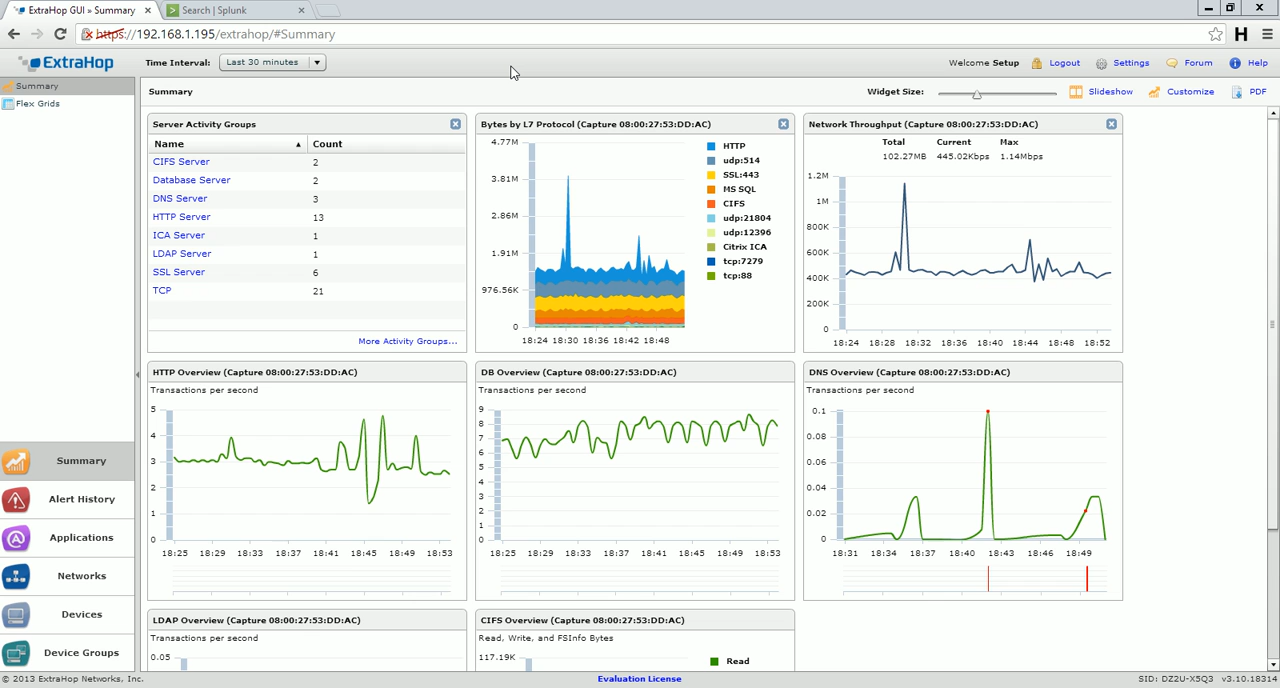 ExtraHop GUI » Summary
Search | Splunk
https://192.168.1.195/extrahop/#Summary
H
ExtraHop
Time Interval:
Last 30 minutes
Welcome Setup
Logout
Settings
Forum
Help
Summary
Flex Grids
Summary
Widget Size:
Slideshow
Customize
PDF
Server Activity Groups
Name
Count
CIFS Server 2
Database Server 2
DNS Server 3
HTTP Server 13
ICA Server 1
LDAP Server 1
SSL Server 6
TCP 21
More Activity Groups...
Bytes by L7 Protocol (Capture 08:00:27:53:DD:AC)
4.77M
3.81M
2.86M
1.91M
976.56K
0
18:24 18:30 18:36 18:42 18:48
HTTP
udp:514
SSL:443
MS SQL
CIFS
udp:21804
udp:12396
Citrix ICA
tcp:7279
tcp:88
Network Throughput (Capture 08:00:27:53:DD:AC)
Total Current Max
102.27MB 445.02Kbps 1.14Mbps
1.2M
1M
800K
600K
400K
200K
0
18:24 18:28 18:32 18:36 18:40 18:44 18:48 18:52
HTTP Overview (Capture 08:00:27:53:DD:AC)
Transactions per second
5
4
3
2
1
0
18:25 18:29 18:33 18:37 18:41 18:45 18:49 18:53
DB Overview (Capture 08:00:27:53:DD:AC)
Transactions per second
9
8
7
6
5
4
3
2
1
0
18:25 18:29 18:33 18:37 18:41 18:45 18:49 18:53
DNS Overview (Capture 08:00:27:53:DD:AC)
Transactions per second
0.1
0.08
0.06
0.04
0.02
0
18:31 18:34 18:37 18:40 18:43 18:46 18:49
LDAP Overview (Capture 08:00:27:53:DD:AC)
Transactions per second
0.05
CIFS Overview (Capture 08:00:27:53:DD:AC)
Read, Write, and FSInfo Bytes
117.19K
Read
Summary
Alert History
Applications
Networks
Devices
Device Groups
© 2013 ExtraHop Networks, Inc.
Evaluation License
SID: DZ2U-X5Q3 v3.10.18314